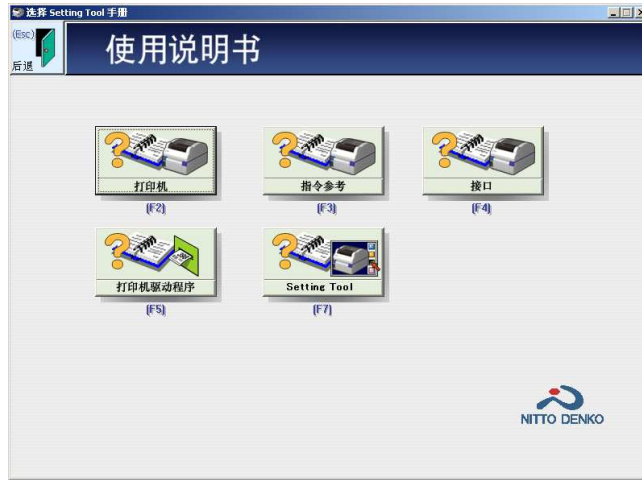 选择 Setting Tool 手册
(Esc)
后退
使用说明书
打印机
指令参考
接口
(F2)
(F3)
(F4)
打印机驱动程序
Setting Tool
(F5)
(F7)
NITTO DENKO